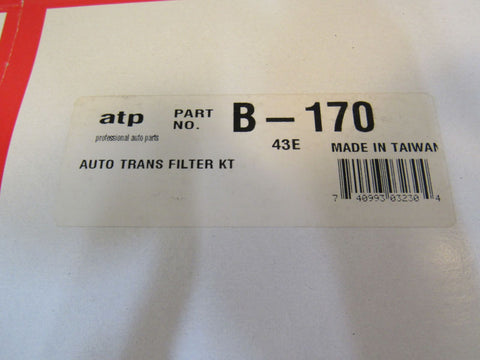 atp
professional auto parts
PART
NO.
B-170
43E
MADE IN TAIWAN
AUTO TRANS FILTER KT
7 40993 03230 4